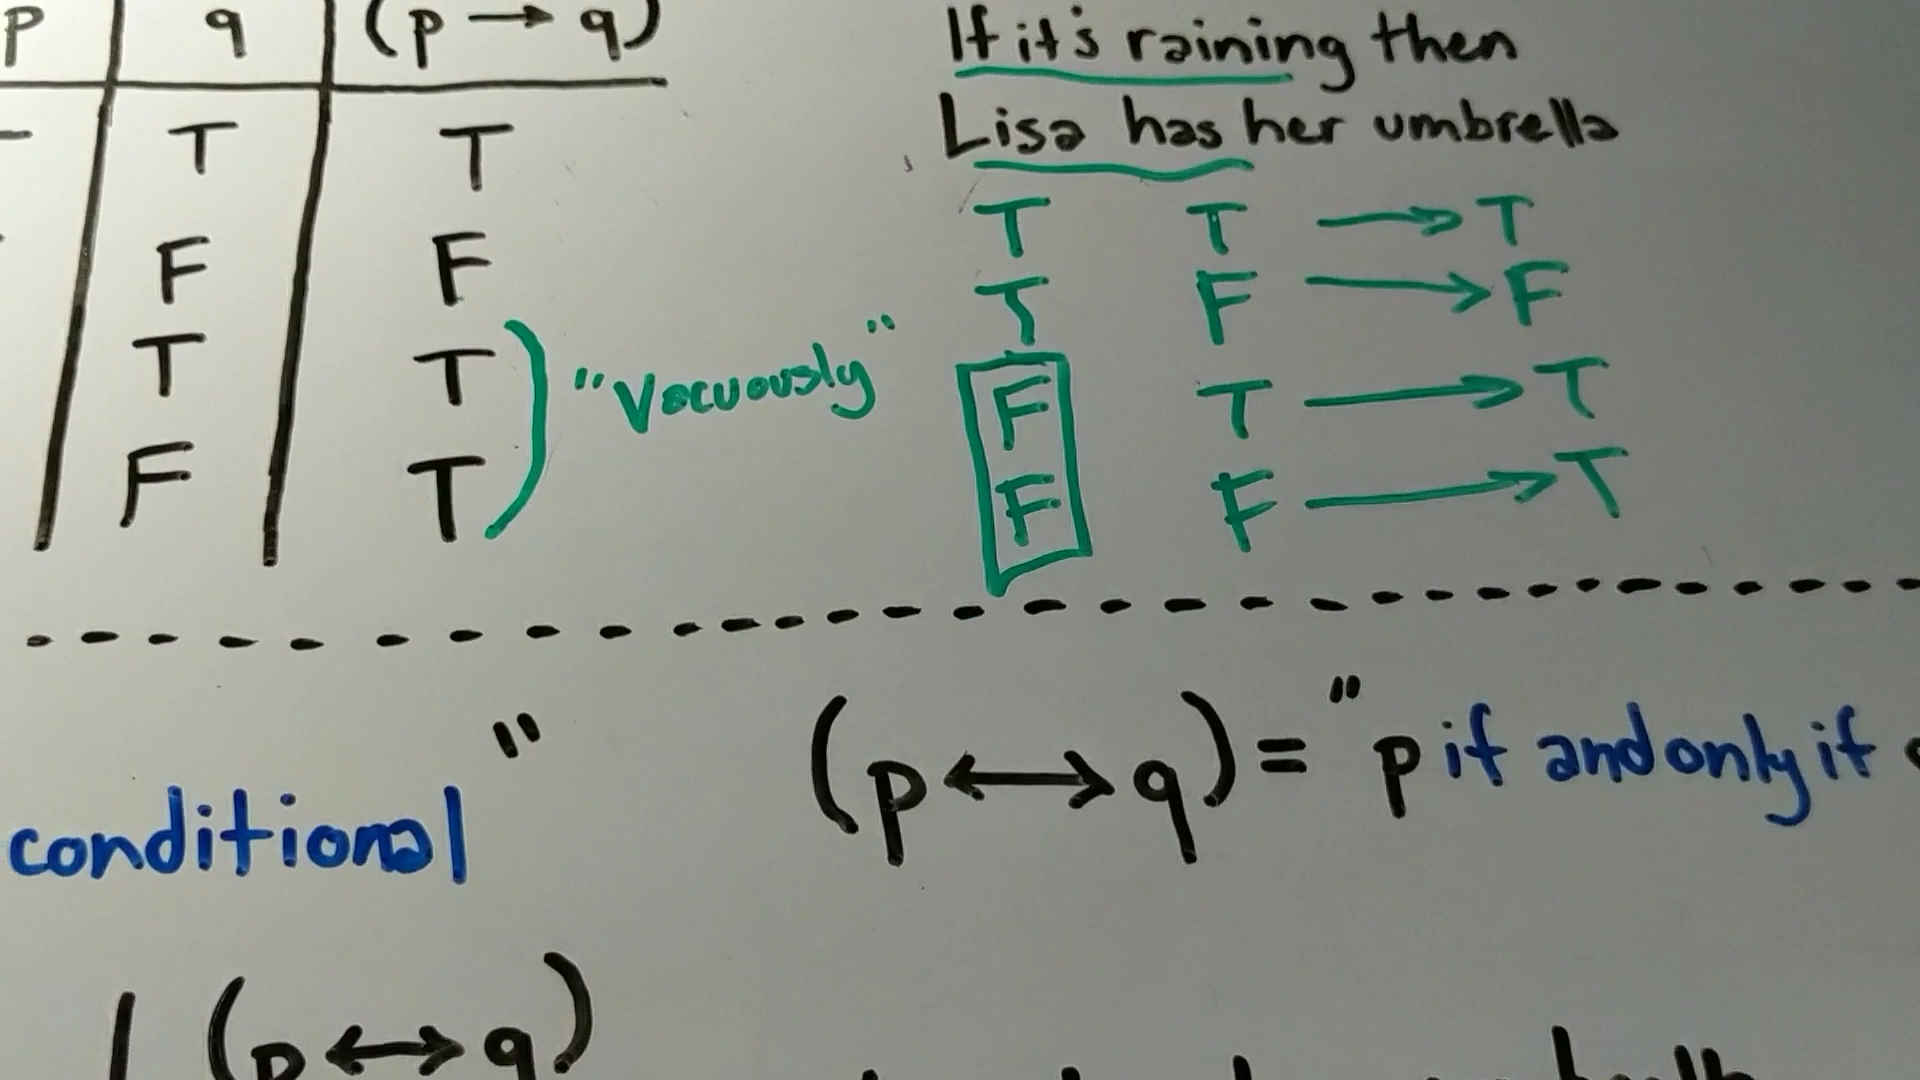 p q (p → q)
T T
F F
T T
F T
"Vacuously"
If it's raining then
Lisa has her umbrella
T T → T
T F → F
F T → T
F F → T
conditional"
(p ↔ q) = "p if and only if
(p ↔ q)